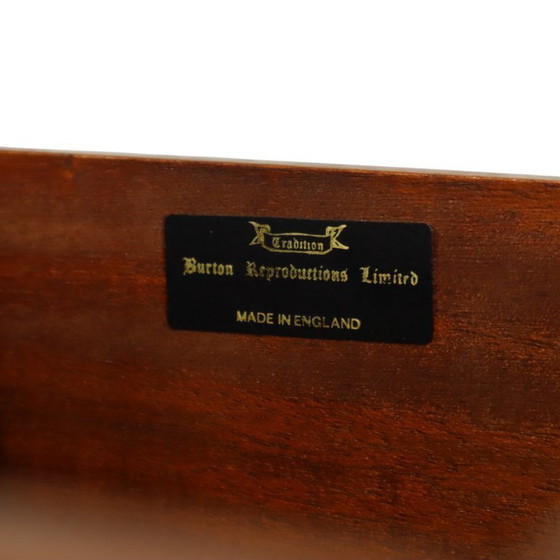 Tradition
Burton Reproductions Limited
MADE IN ENGLAND